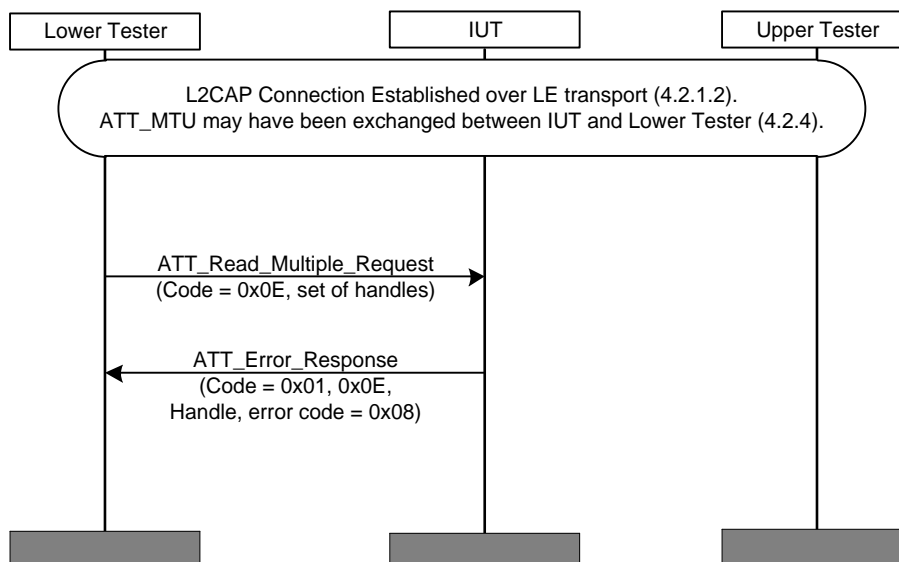 Lower Tester
IUT
Upper Tester
L2CAP Connection Established over LE transport (4.2.1.2).
ATT_MTU may have been exchanged between IUT and Lower Tester (4.2.4).
ATT_Read_Multiple_Request
(Code = 0x0E, set of handles)
ATT_Error_Response
(Code = 0x01, 0x0E,
Handle, error code = 0x08)